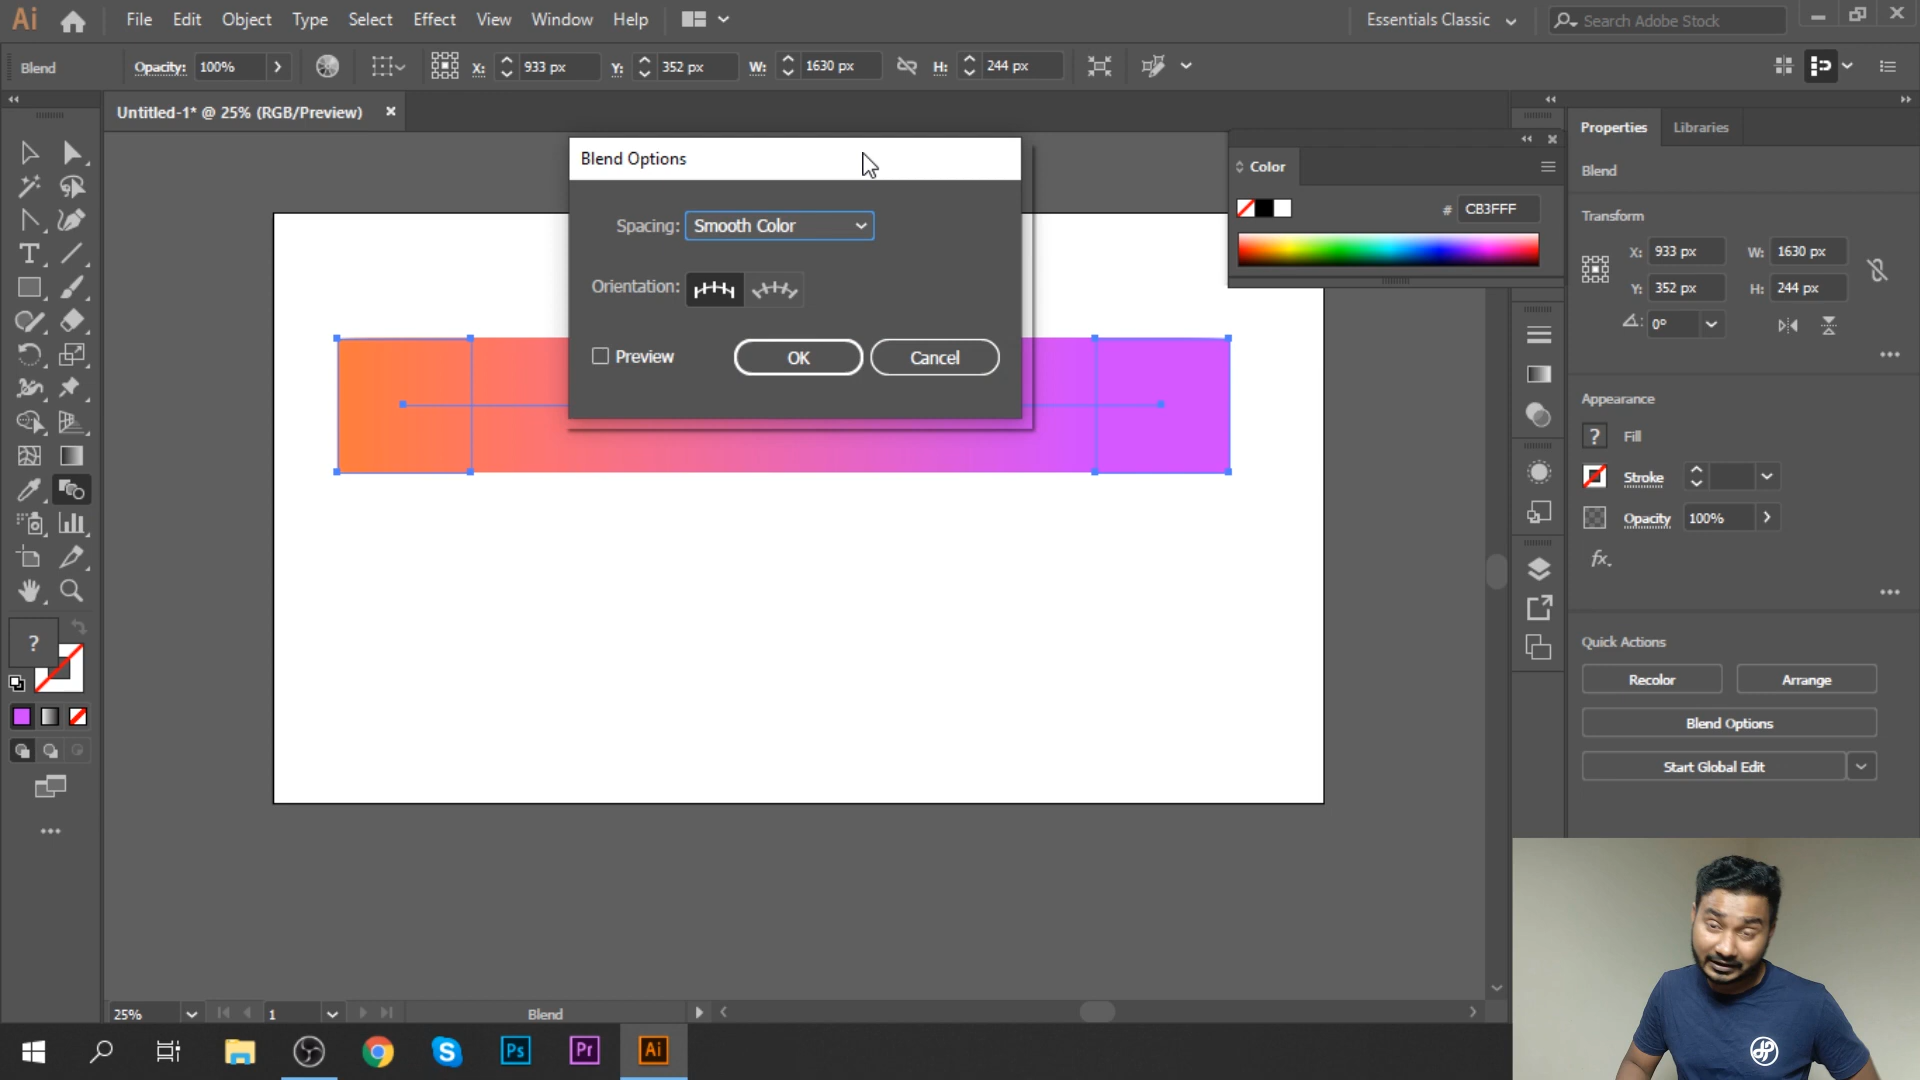 Ai File Edit Object Type Select Effect View Window Help Essentials Classic Search Adobe Stock
Blend Opacity: 100% X: 933 px Y: 352 px W: 1630 px H: 244 px
Untitled-1* @ 25% (RGB/Preview)
Blend Options
Spacing: Smooth Color
Orientation:
Preview OK Cancel
Color
# CB3FFF
Properties Libraries
Blend
Transform
X: 933 px W: 1630 px
Y: 352 px H: 244 px
0°
Appearance
? Fill
Stroke
Opacity 100%
fx.
Quick Actions
Recolor Arrange
Blend Options
Start Global Edit
T
?
25% 1 Blend
Ps Pr Ai